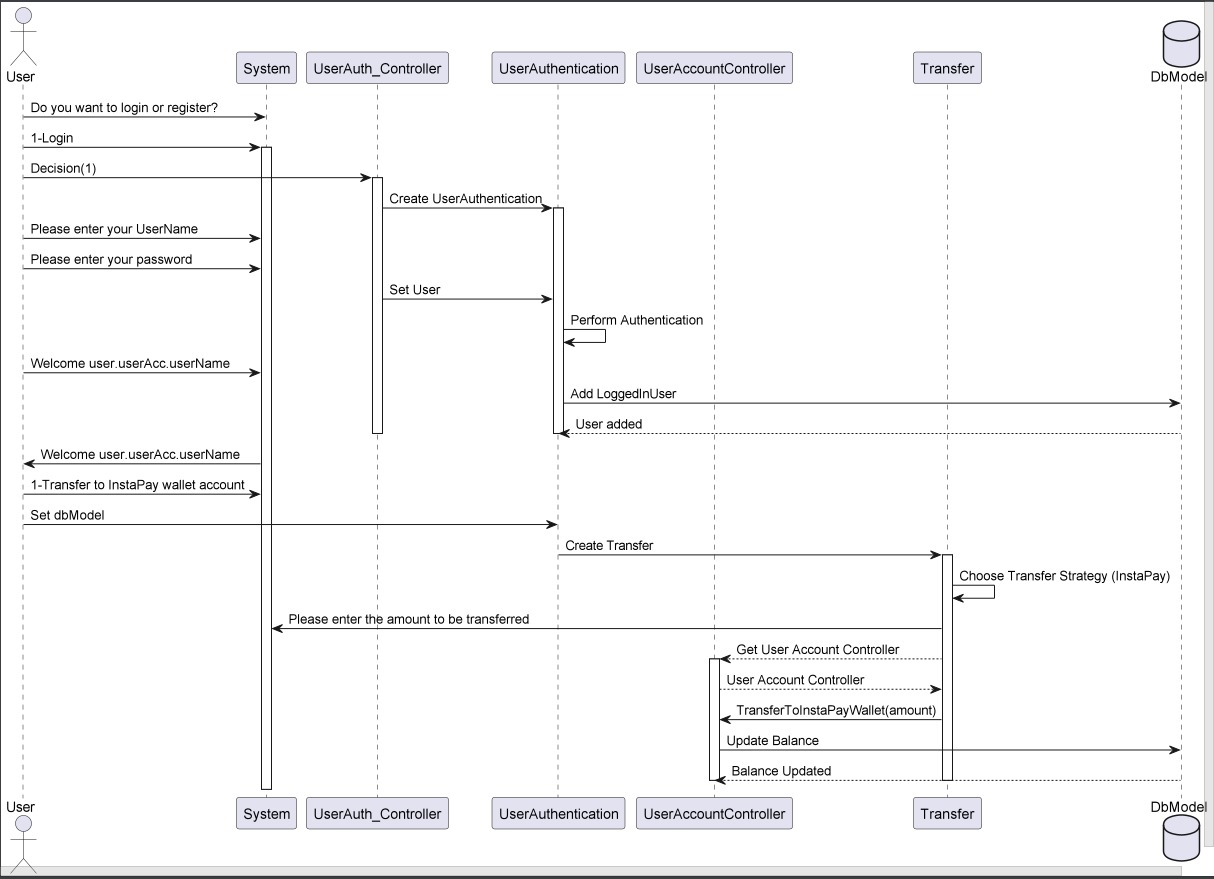 User
System
UserAuth_Controller
UserAuthentication
UserAccountController
Transfer
DbModel
Do you want to login or register?
1-Login
Decision(1)
Create UserAuthentication
Please enter your UserName
Please enter your password
Set User
Perform Authentication
Welcome user.userAcc.userName
Add LoggedInUser
User added
Welcome user.userAcc.userName
1-Transfer to InstaPay wallet account
Set dbModel
Create Transfer
Choose Transfer Strategy (InstaPay)
Please enter the amount to be transferred
Get User Account Controller
User Account Controller
TransferToInstaPayWallet(amount)
Update Balance
Balance Updated
User
System
UserAuth_Controller
UserAuthentication
UserAccountController
Transfer
DbModel